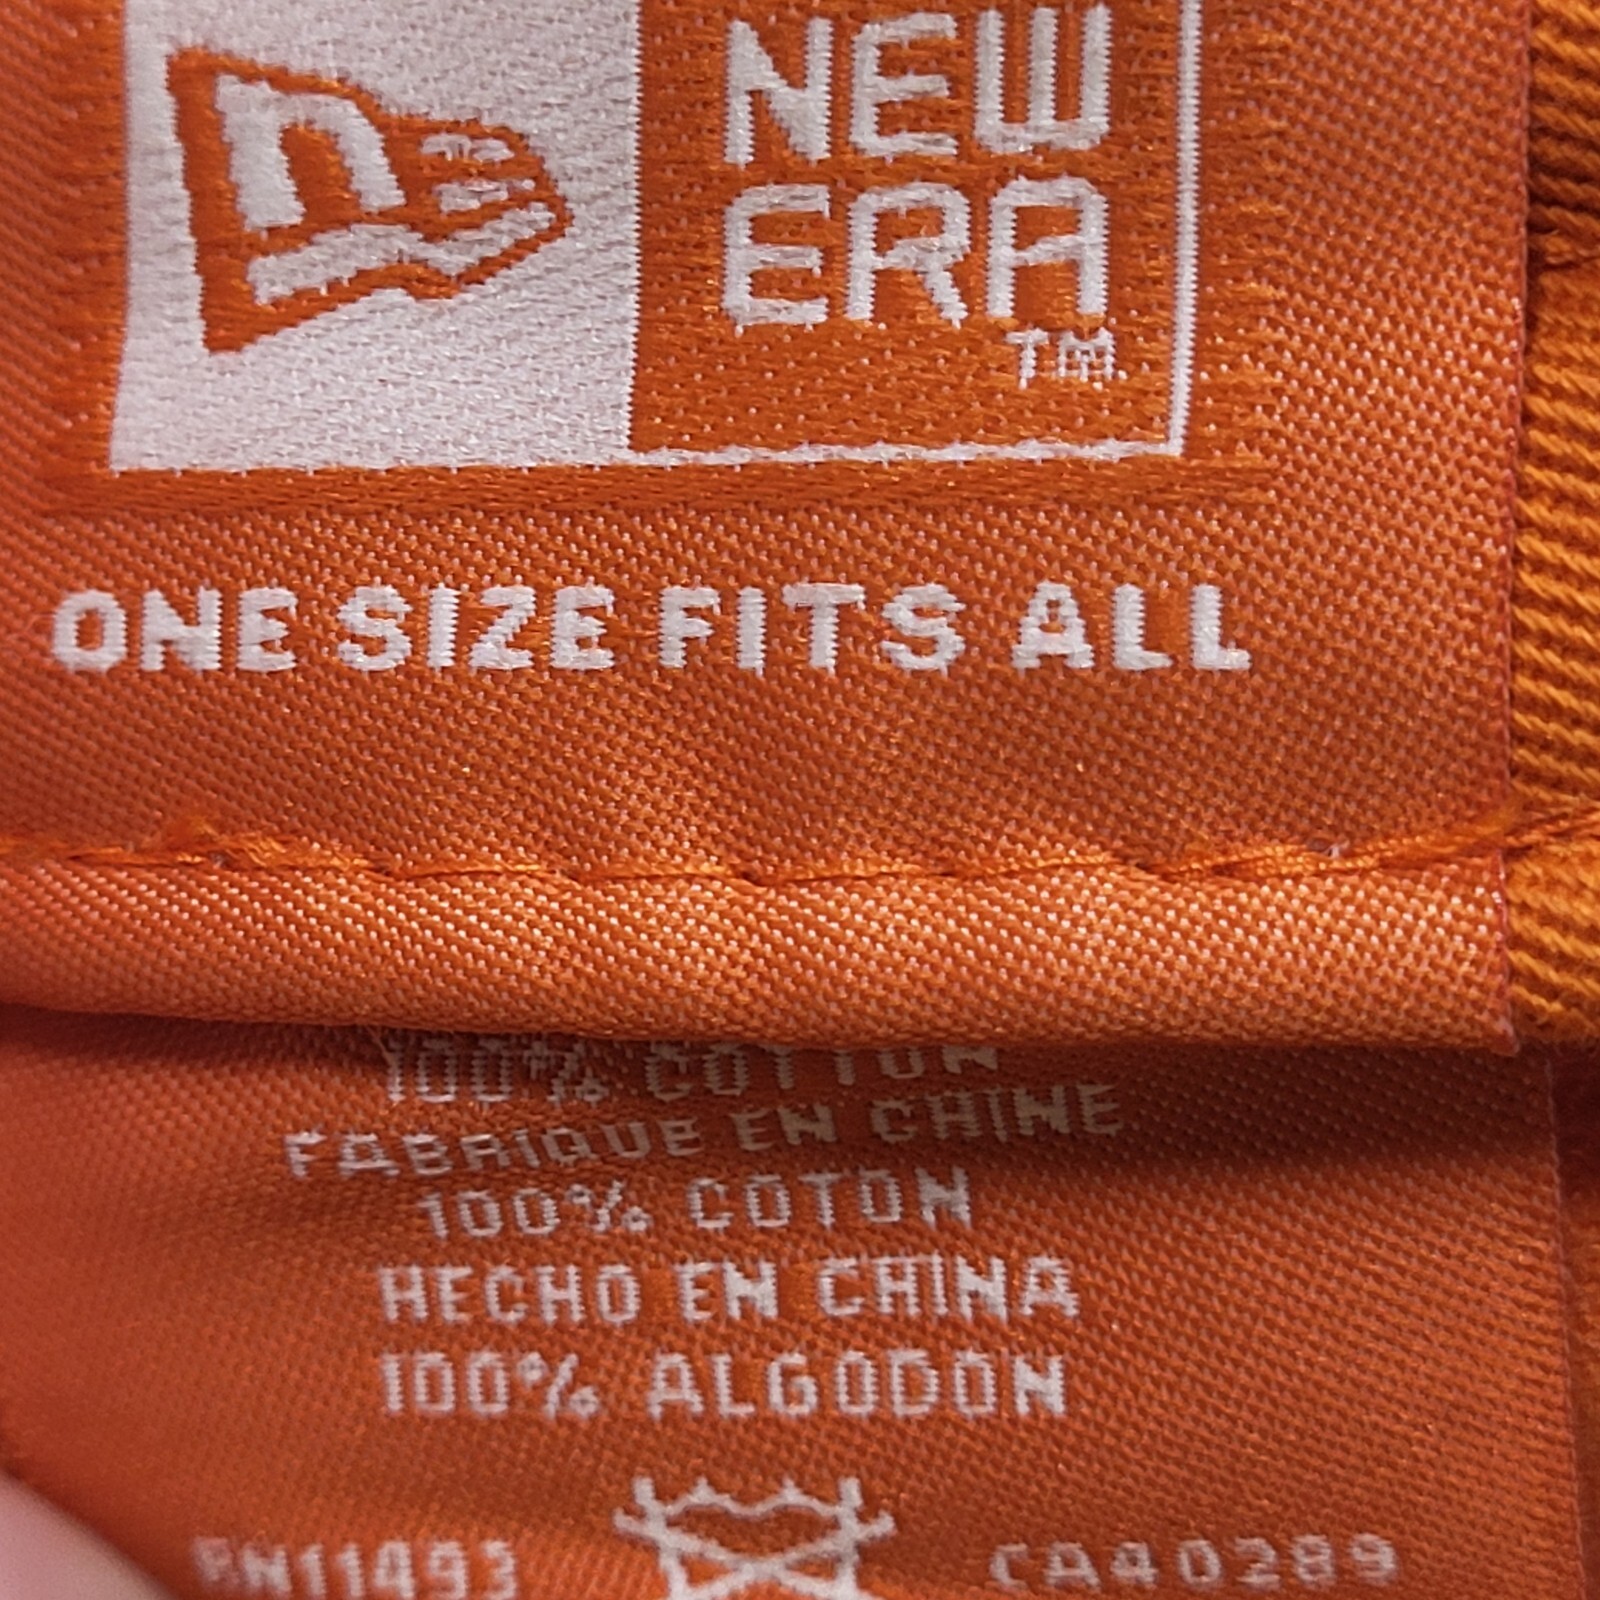 NEW
ERA
TM
ONE SIZE FITS ALL
100% COTTON
FABRIQUE EN CHINE
100% COTON
HECHO EN CHINA
100% ALGODON
RN11493 CA40289